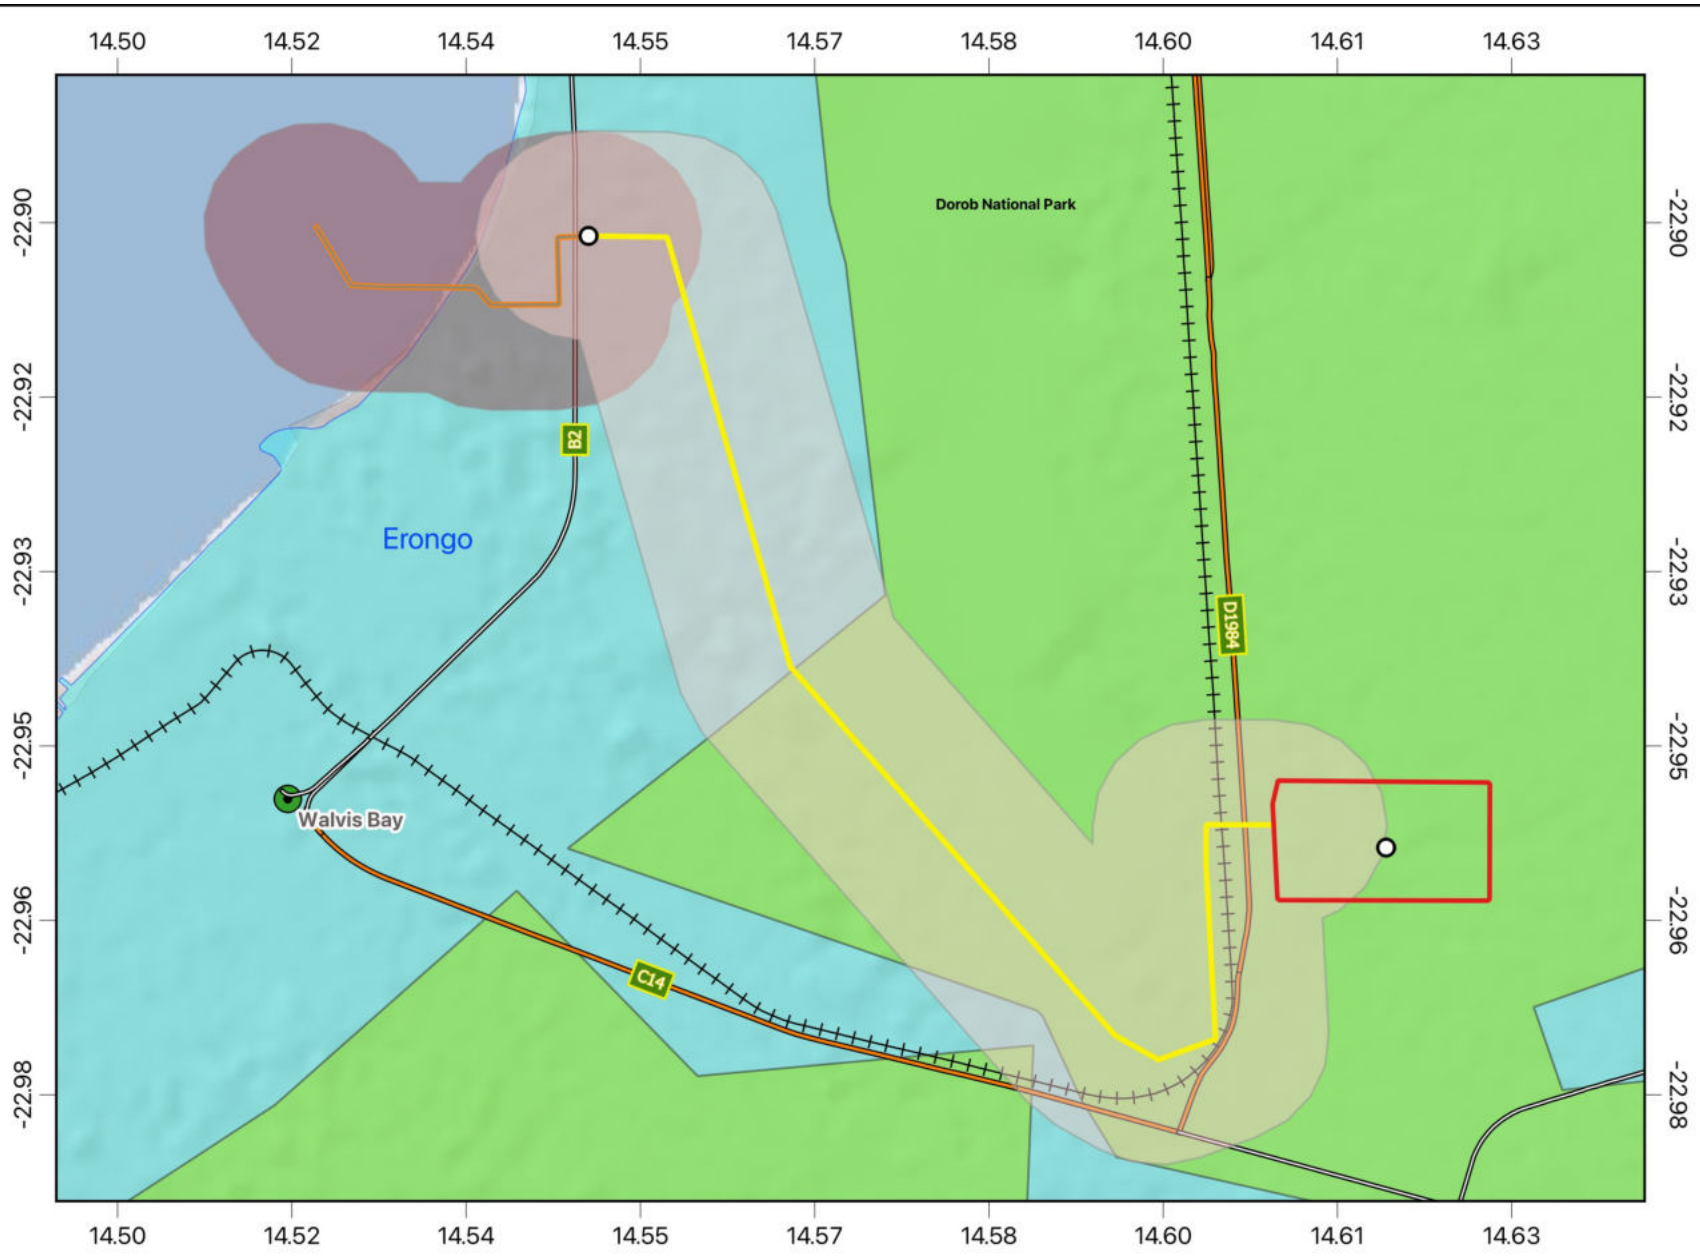 14.50 14.52 14.54 14.55 14.57 14.58 14.60 14.61 14.63
-22.90 -22.90
Dorob National Park
-22.92 -22.92
B2
Erongo
-22.93 -22.93
D1984
-22.95 -22.95
Walvis Bay
-22.96 -22.96
C14
-22.98 -22.98
14.50 14.52 14.54 14.55 14.57 14.58 14.60 14.61 14.63